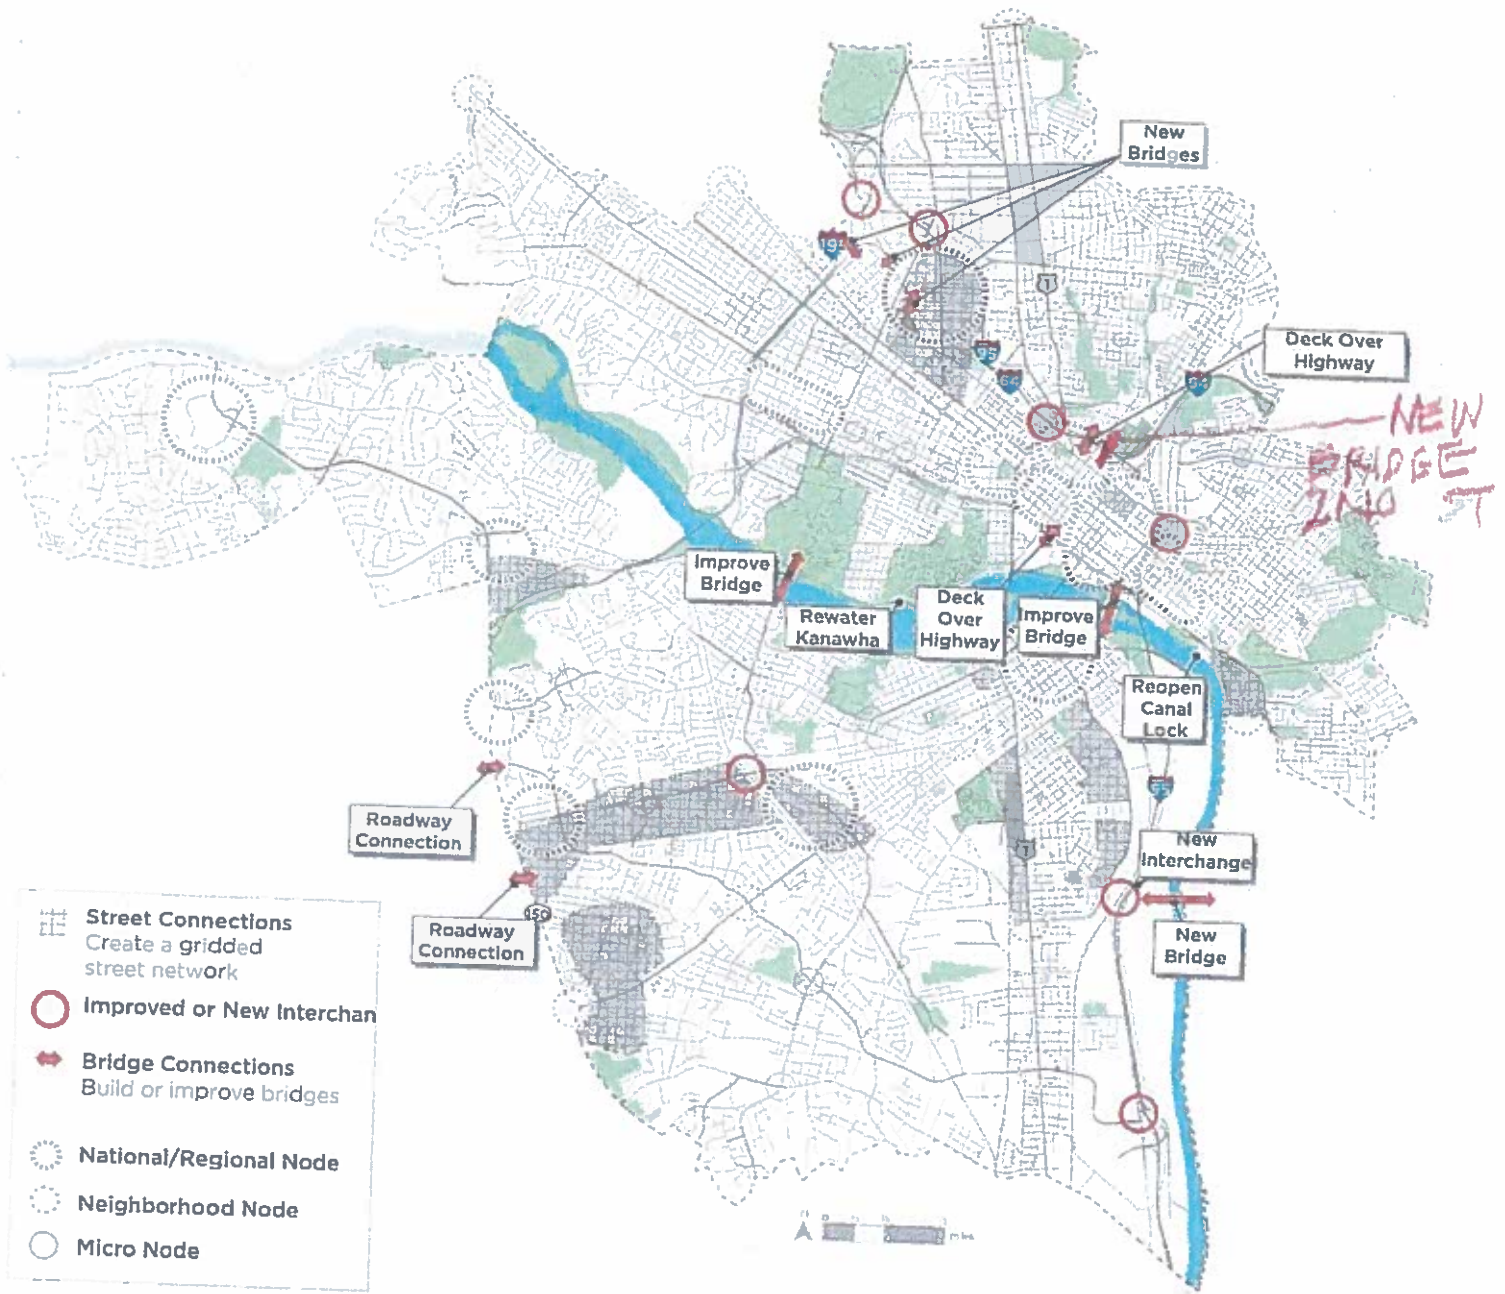 New
Bridges
195
1
95
64
64
Deck Over
Highway
NEW
BRIDGE
Improve
Bridge
Rewater
Kanawha
Deck
Over
Highway
Improve
Bridge
Reopen
Canal
Lock
Roadway
Connection
1
New
Interchange
150
Roadway
Connection
New
Bridge
Street Connections
Create a gridded
street network
Improved or New Interchan
Bridge Connections
Build or improve bridges
National/Regional Node
Neighborhood Node
Micro Node